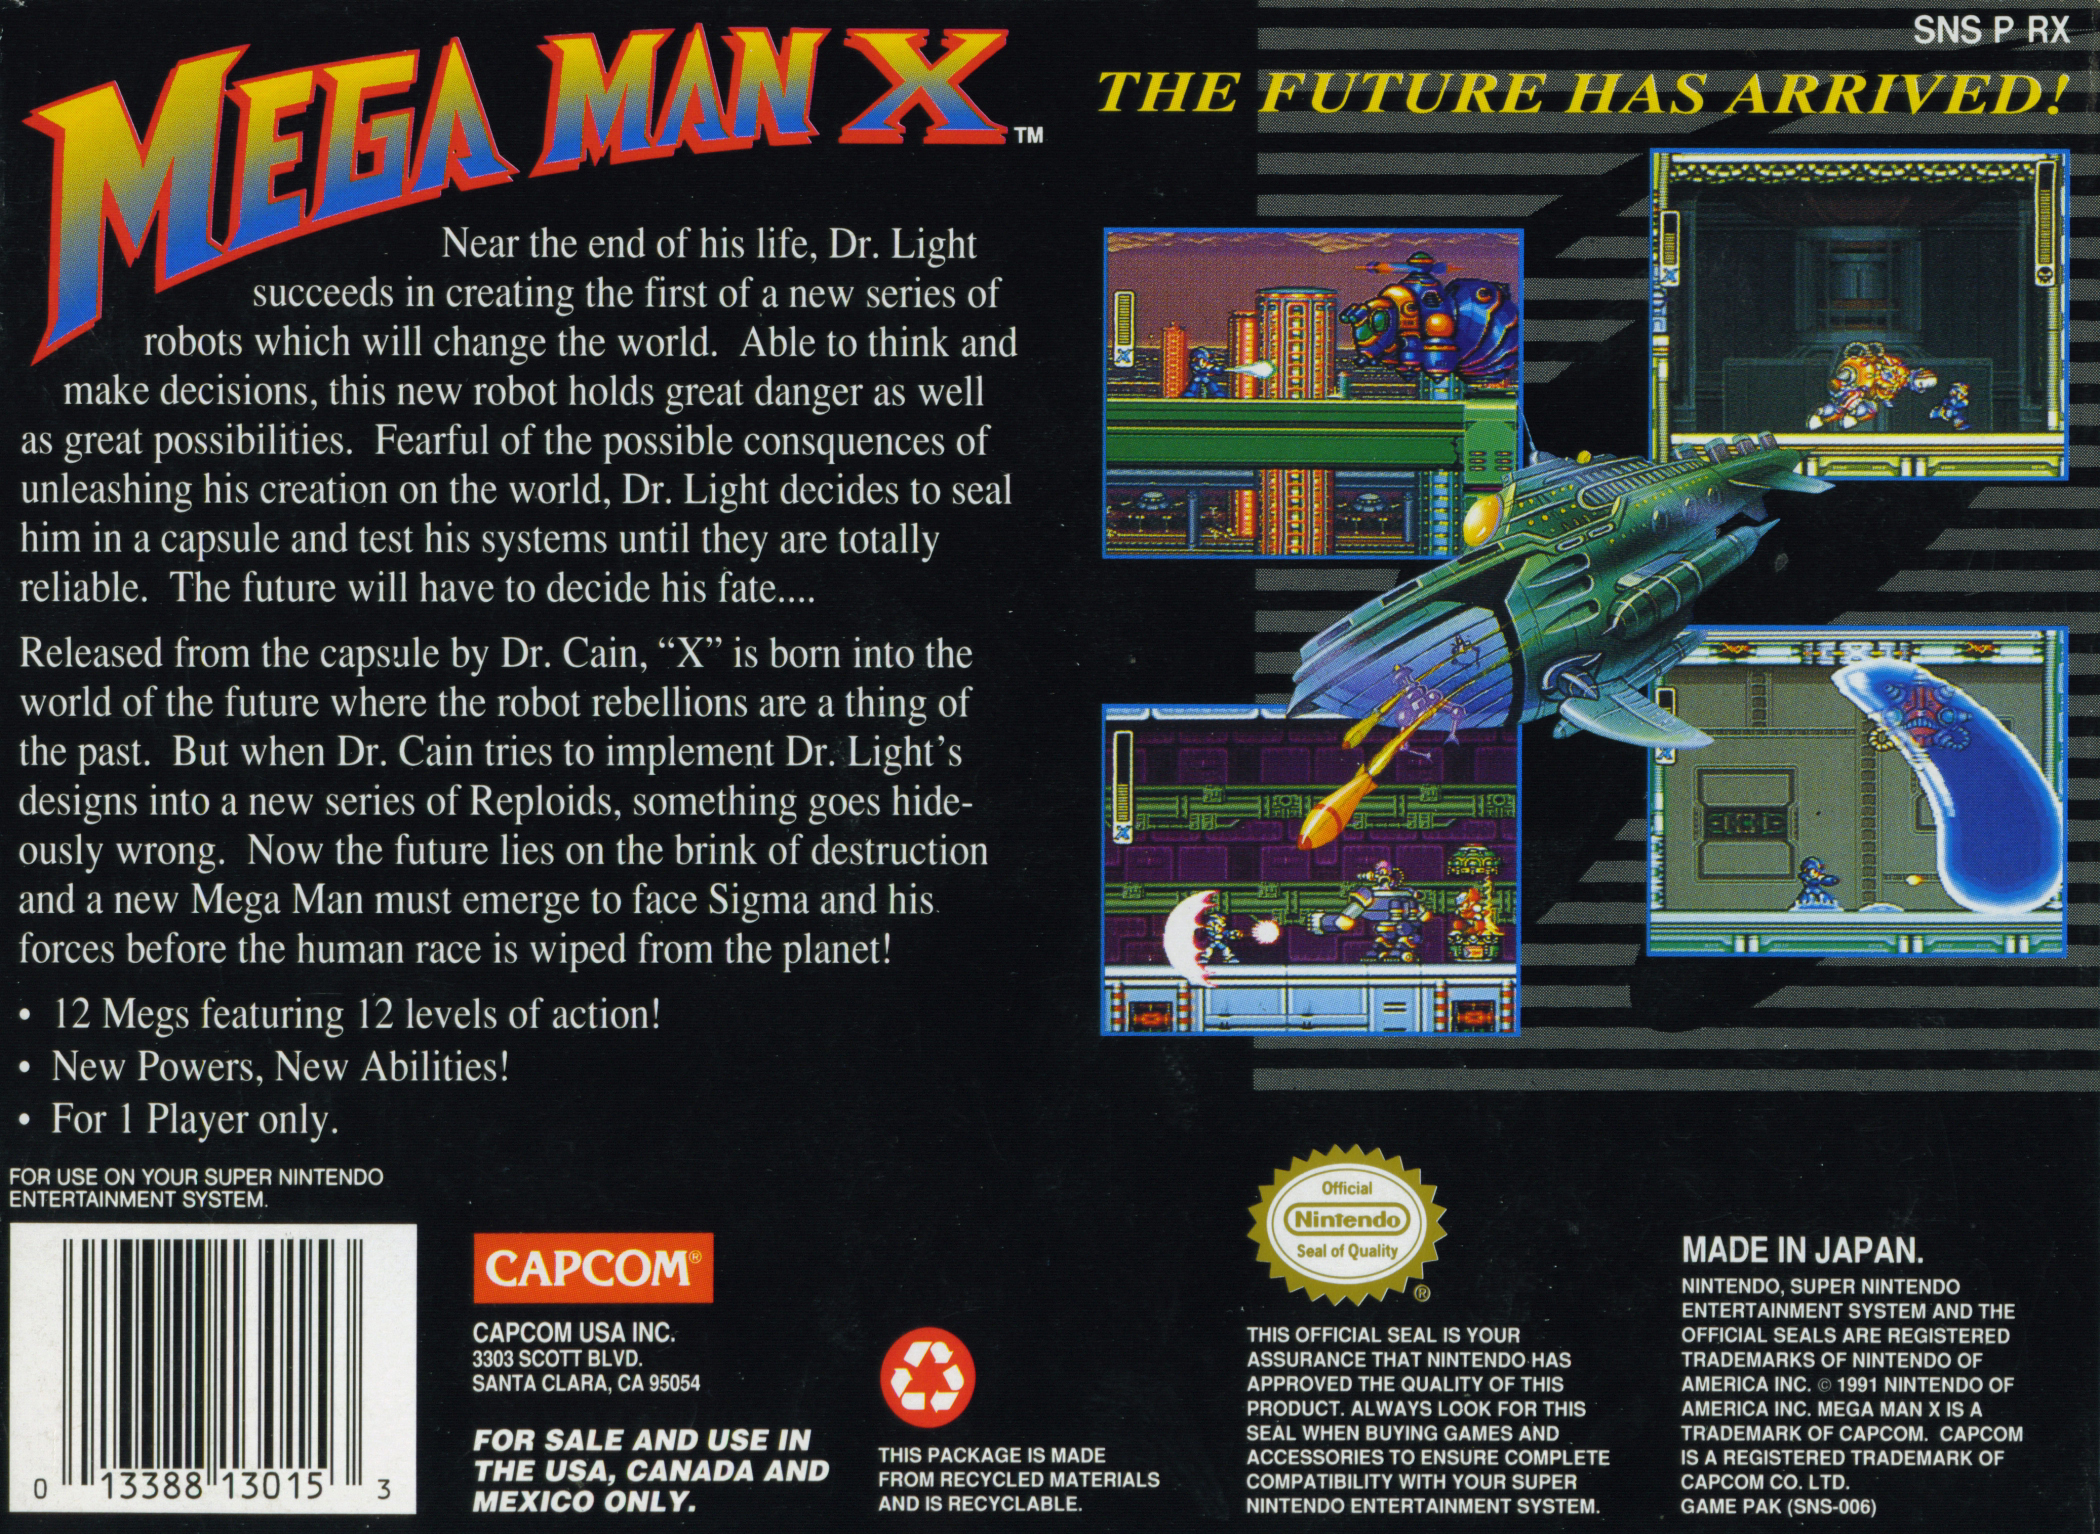 MEGA MAN X™
Near the end of his life, Dr. Light
succeeds in creating the first of a new series of
robots which will change the world. Able to think and
make decisions, this new robot holds great danger as well
as great possibilities. Fearful of the possible consquences of
unleashing his creation on the world, Dr. Light decides to seal
him in a capsule and test his systems until they are totally
reliable. The future will have to decide his fate....
Released from the capsule by Dr. Cain, “X” is born into the
world of the future where the robot rebellions are a thing of
the past. But when Dr. Cain tries to implement Dr. Light’s
designs into a new series of Reploids, something goes hide-
ously wrong. Now the future lies on the brink of destruction
and a new Mega Man must emerge to face Sigma and his
forces before the human race is wiped from the planet!
• 12 Megs featuring 12 levels of action!
• New Powers, New Abilities!
• For 1 Player only.
FOR USE ON YOUR SUPER NINTENDO
ENTERTAINMENT SYSTEM.
0 13388 13015 3
CAPCOM®
CAPCOM USA INC.
3303 SCOTT BLVD.
SANTA CLARA, CA 95054
FOR SALE AND USE IN
THE USA, CANADA AND
MEXICO ONLY.
THIS PACKAGE IS MADE
FROM RECYCLED MATERIALS
AND IS RECYCLABLE.
SNS P RX
THE FUTURE HAS ARRIVED!
Official
Nintendo
Seal of Quality
®
THIS OFFICIAL SEAL IS YOUR
ASSURANCE THAT NINTENDO HAS
APPROVED THE QUALITY OF THIS
PRODUCT. ALWAYS LOOK FOR THIS
SEAL WHEN BUYING GAMES AND
ACCESSORIES TO ENSURE COMPLETE
COMPATIBILITY WITH YOUR SUPER
NINTENDO ENTERTAINMENT SYSTEM.
MADE IN JAPAN.
NINTENDO, SUPER NINTENDO
ENTERTAINMENT SYSTEM AND THE
OFFICIAL SEALS ARE REGISTERED
TRADEMARKS OF NINTENDO OF
AMERICA INC. © 1991 NINTENDO OF
AMERICA INC. MEGA MAN X IS A
TRADEMARK OF CAPCOM. CAPCOM
IS A REGISTERED TRADEMARK OF
CAPCOM CO. LTD.
GAME PAK (SNS-006)